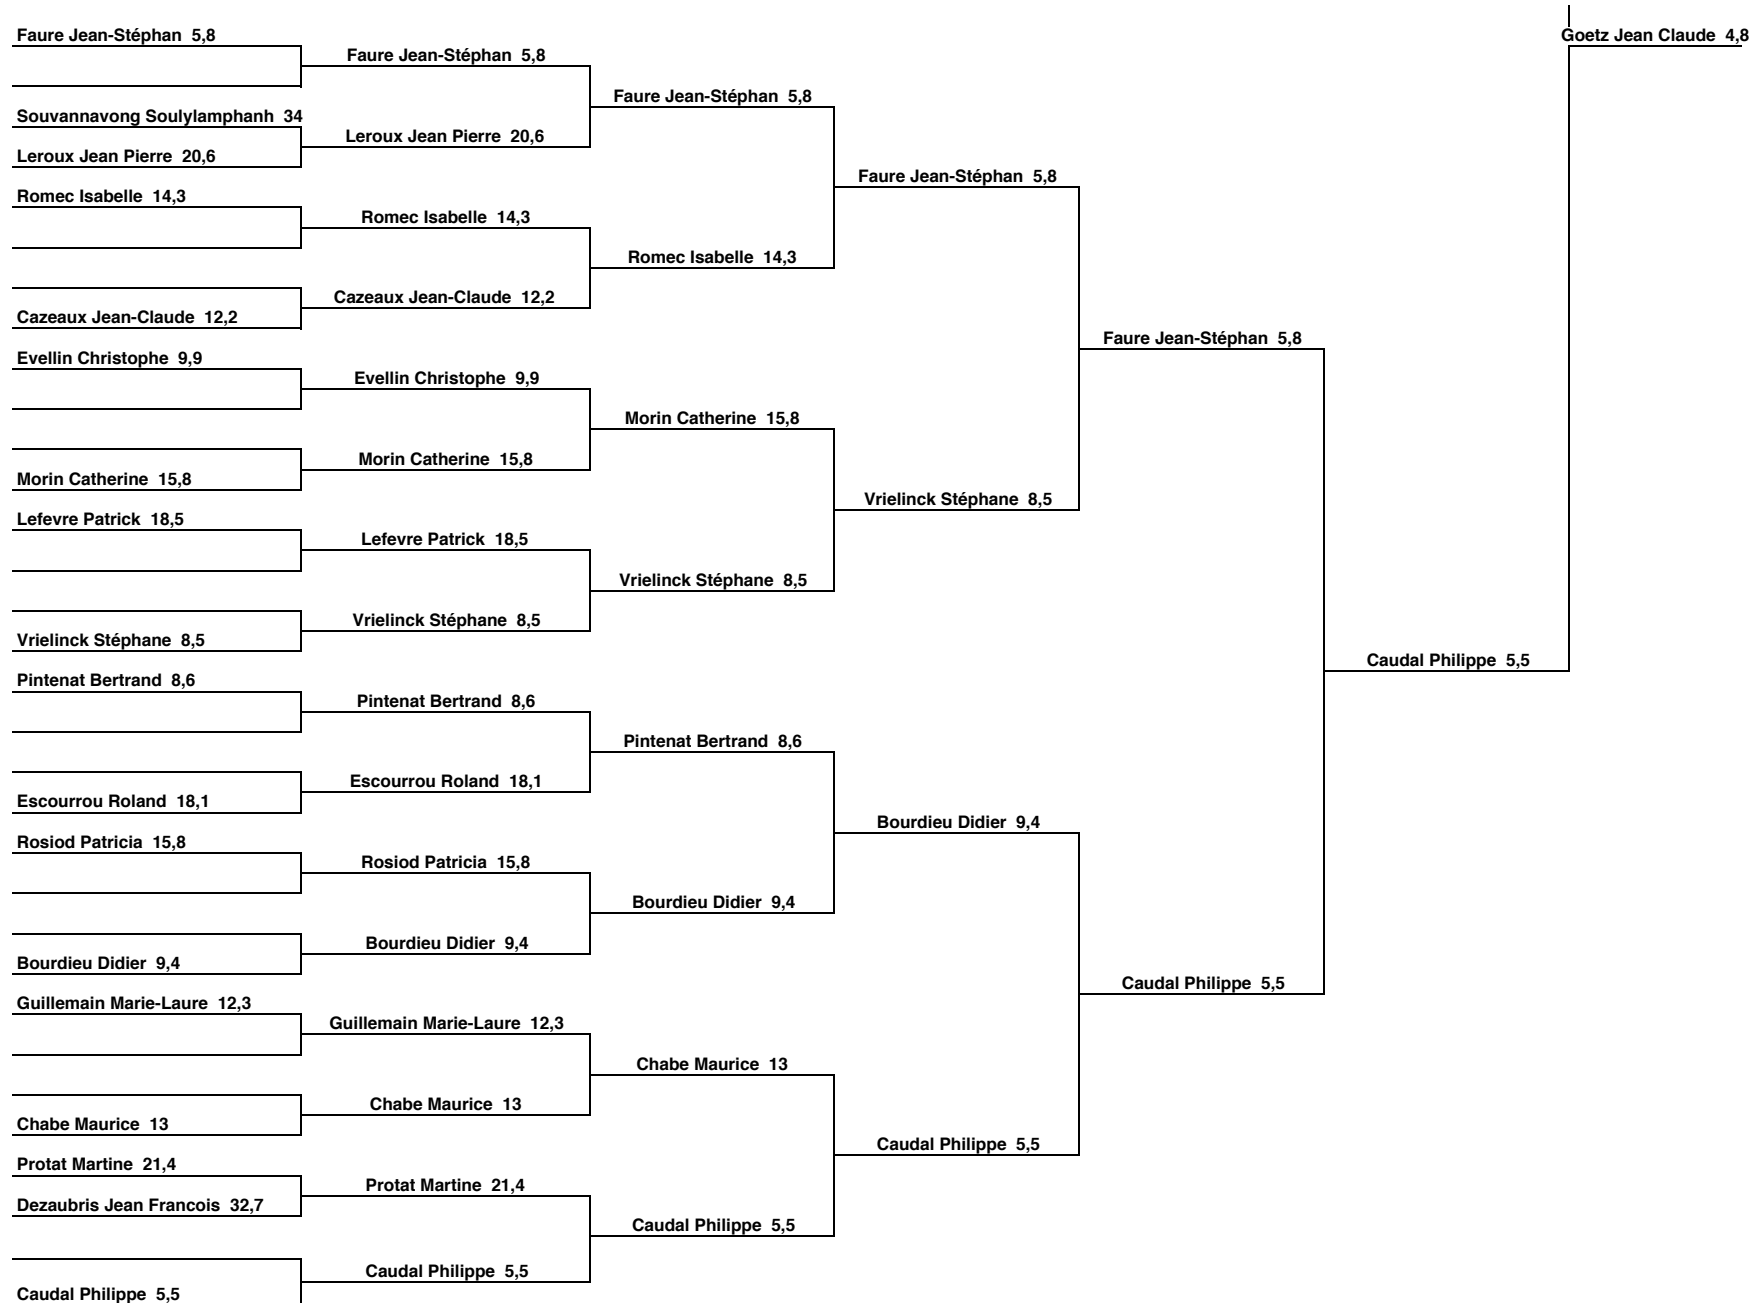 Faure Jean-Stéphan 5,8
Souvannavong Soulylamphanh 34
Leroux Jean Pierre 20,6
Romec Isabelle 14,3
Cazeaux Jean-Claude 12,2
Evellin Christophe 9,9
Morin Catherine 15,8
Lefevre Patrick 18,5
Vrielinck Stéphane 8,5
Pintenat Bertrand 8,6
Escourrou Roland 18,1
Rosiod Patricia 15,8
Bourdieu Didier 9,4
Guillemain Marie-Laure 12,3
Chabe Maurice 13
Protat Martine 21,4
Dezaubris Jean Francois 32,7
Caudal Philippe 5,5
Faure Jean-Stéphan 5,8
Leroux Jean Pierre 20,6
Romec Isabelle 14,3
Cazeaux Jean-Claude 12,2
Evellin Christophe 9,9
Morin Catherine 15,8
Lefevre Patrick 18,5
Vrielinck Stéphane 8,5
Pintenat Bertrand 8,6
Escourrou Roland 18,1
Rosiod Patricia 15,8
Bourdieu Didier 9,4
Guillemain Marie-Laure 12,3
Chabe Maurice 13
Protat Martine 21,4
Caudal Philippe 5,5
Faure Jean-Stéphan 5,8
Romec Isabelle 14,3
Morin Catherine 15,8
Vrielinck Stéphane 8,5
Pintenat Bertrand 8,6
Bourdieu Didier 9,4
Chabe Maurice 13
Caudal Philippe 5,5
Faure Jean-Stéphan 5,8
Vrielinck Stéphane 8,5
Bourdieu Didier 9,4
Caudal Philippe 5,5
Faure Jean-Stéphan 5,8
Caudal Philippe 5,5
Caudal Philippe 5,5
Goetz Jean Claude 4,8